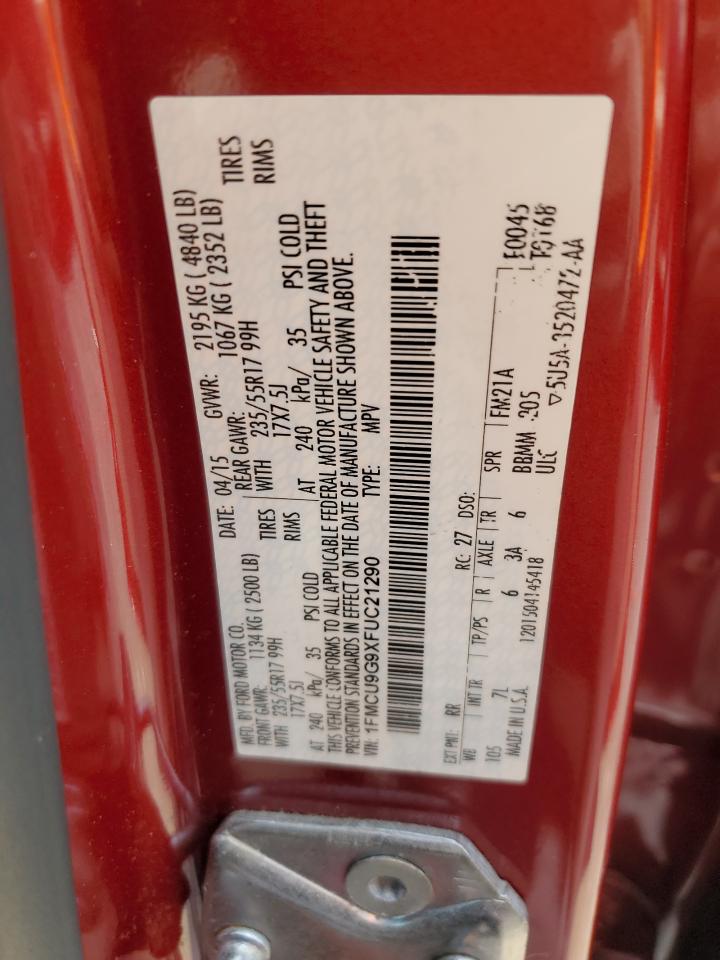 MFD. BY FORD MOTOR CO.
DATE: 04/15 GVWR: 2195 KG ( 4840 LB)
FRONT GAWR: 1134 KG ( 2500 LB) REAR GAWR: 1067 KG ( 2352 LB)
WITH 235/55R17 99H TIRES WITH 235/55R17 99H TIRES
17X7.5J RIMS 17X7.5J RIMS
AT 240 kPa/ 35 PSI COLD AT 240 kPa/ 35 PSI COLD
THIS VEHICLE CONFORMS TO ALL APPLICABLE FEDERAL MOTOR VEHICLE SAFETY AND THEFT
PREVENTION STANDARDS IN EFFECT ON THE DATE OF MANUFACTURE SHOWN ABOVE.
VIN: 1FMCU9G9XFUC21290 TYPE: MPV
EXT PNT: RR RC: 27 DSO:
WB INT TR TP/PS R AXLE TR SPR FM21A E0045
105 7L 6 3A 6 BBMM 205
MADE IN U.S.A. 1201504145418 ULC